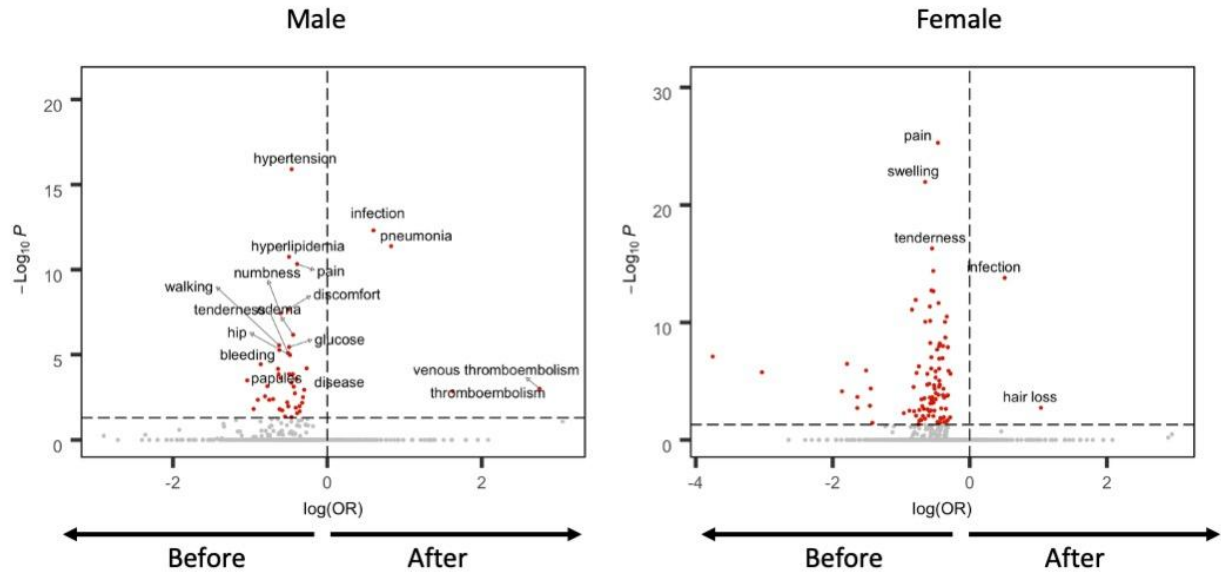 Male
20
15
10
5
0
-Log10 P
hypertension
infection
pneumonia
hyperlipidemia
pain
numbness
walking
discomfort
tenderness
edema
hip
glucose
bleeding
papules
disease
venous thromboembolism
thromboembolism
-2
0
2
log(OR)
Before
After
Female
30
20
10
0
-Log10 P
pain
swelling
tenderness
infection
hair loss
-4
-2
0
2
log(OR)
Before
After